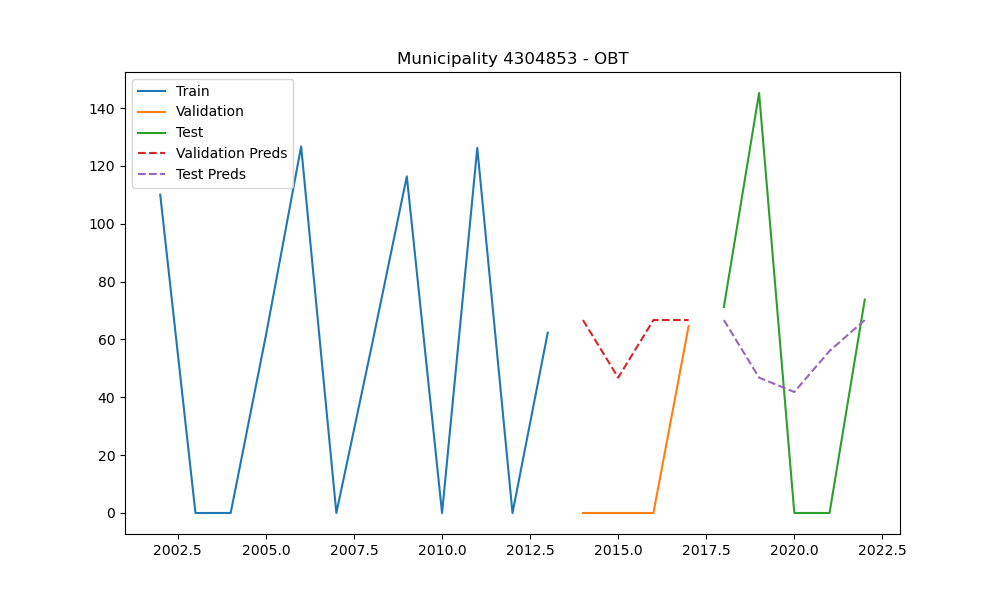 Municipality 4304853 - OBT
Train
Validation
Test
Validation Preds
Test Preds
140
120
100
80
60
40
20
0
2002.5 2005.0 2007.5 2010.0 2012.5 2015.0 2017.5 2020.0 2022.5